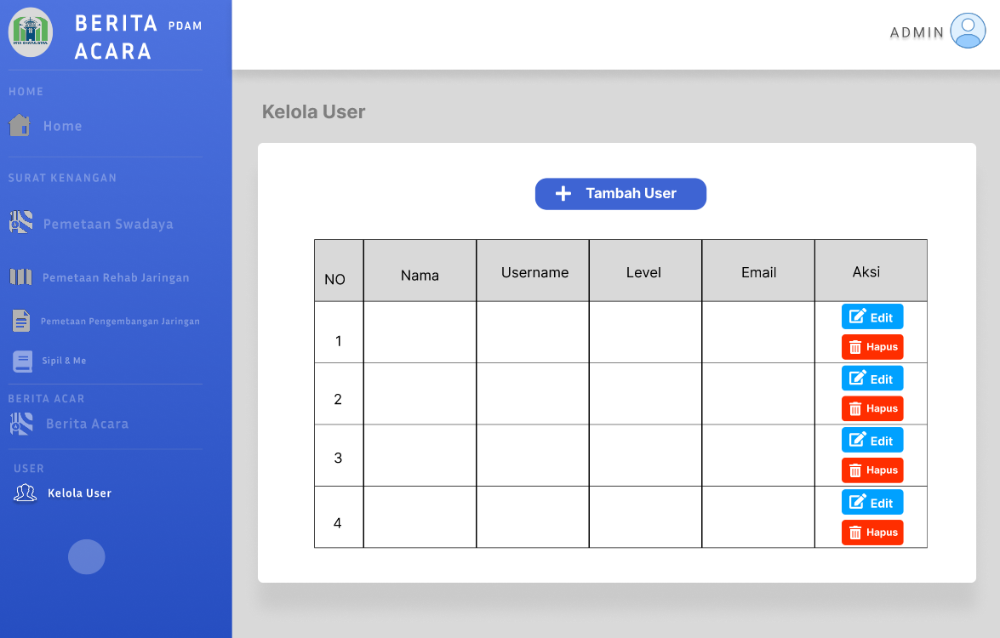 BERITA PDAM
ACARA
ADMIN
HOME
Home
SURAT KENANGAN
Pemetaan Swadaya
Pemetaan Rehab Jaringan
Pemetaan Pengembangan Jaringan
Sipil & Me
BERITA ACAR
Berita Acara
USER
Kelola User
Kelola User
Tambah User
NO Nama Username Level Email Aksi
1 Edit
Hapus
2 Edit
Hapus
3 Edit
Hapus
4 Edit
Hapus